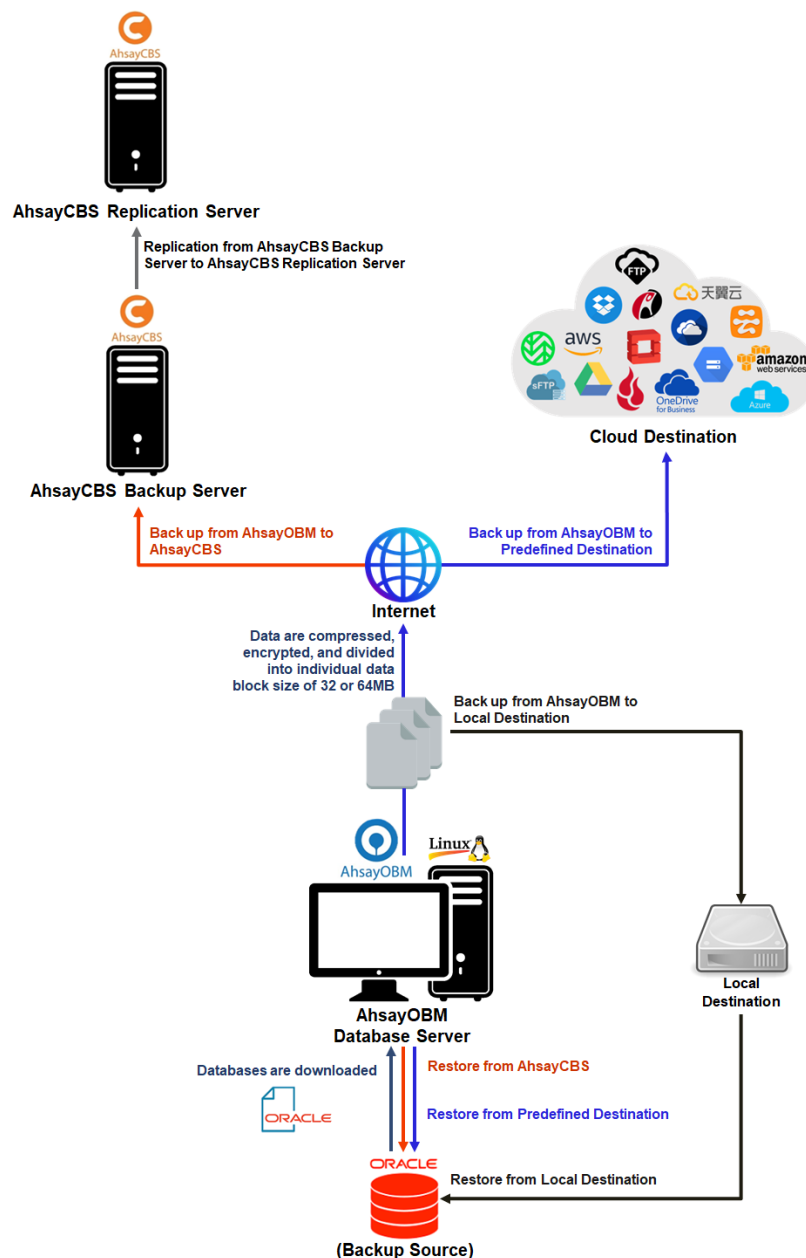 AhsayCBS
AhsayCBS Replication Server
Replication from AhsayCBS Backup
Server to AhsayCBS Replication Server
AhsayCBS
AhsayCBS Backup Server
FTP
天翼云
aws
amazon
web services
sFTP
OneDrive
for Business
Azure
Cloud Destination
Back up from AhsayOBM to
AhsayCBS
Back up from AhsayOBM to
Predefined Destination
Internet
Data are compressed,
encrypted, and divided
into individual data
block size of 32 or 64MB
Back up from AhsayOBM to
Local Destination
AhsayOBM
Linux
Local
Destination
AhsayOBM
Database Server
Databases are downloaded
ORACLE
Restore from AhsayCBS
Restore from Predefined Destination
ORACLE
Restore from Local Destination
(Backup Source)